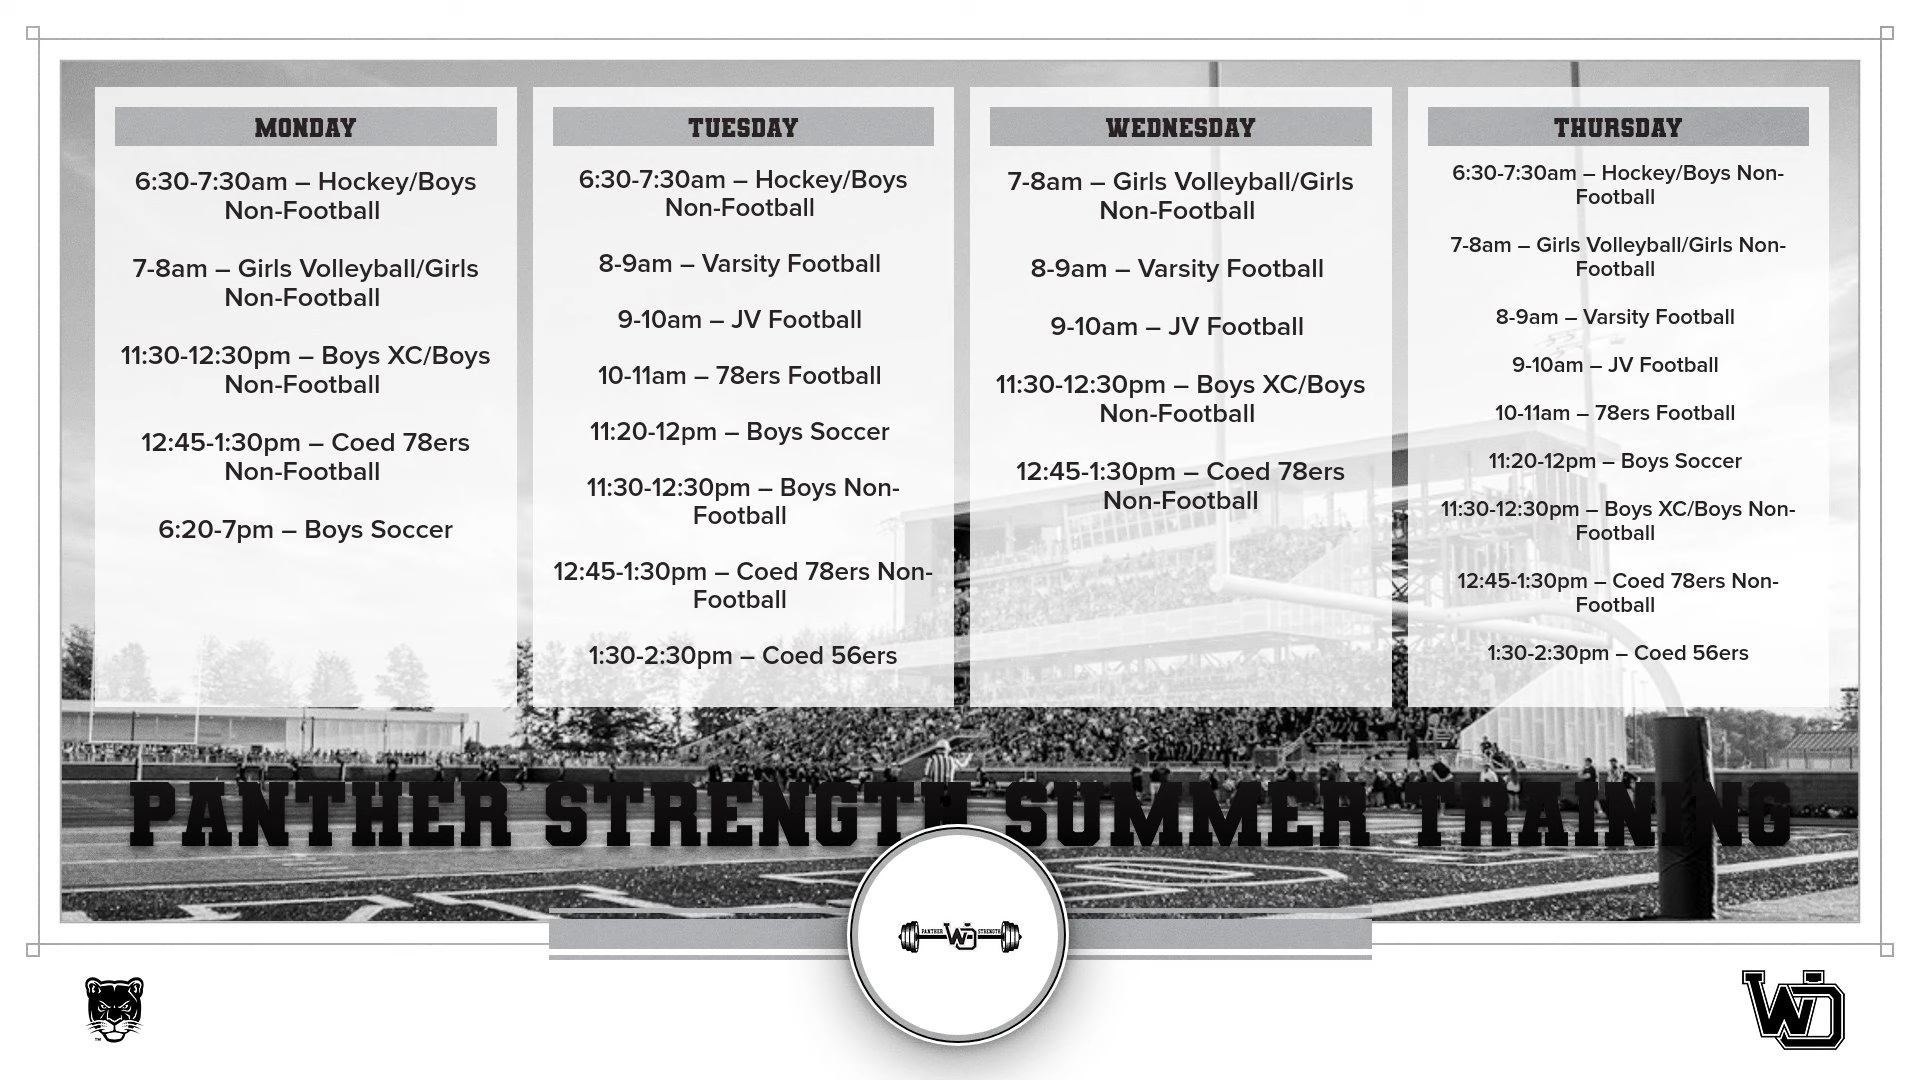 MONDAY
6:30-7:30am – Hockey/Boys
Non-Football
7-8am – Girls Volleyball/Girls
Non-Football
11:30-12:30pm – Boys XC/Boys
Non-Football
12:45-1:30pm – Coed 78ers
Non-Football
6:20-7pm – Boys Soccer
TUESDAY
6:30-7:30am – Hockey/Boys
Non-Football
8-9am – Varsity Football
9-10am – JV Football
10-11am – 78ers Football
11:20-12pm – Boys Soccer
11:30-12:30pm – Boys Non-
Football
12:45-1:30pm – Coed 78ers Non-
Football
1:30-2:30pm – Coed 56ers
WEDNESDAY
7-8am – Girls Volleyball/Girls
Non-Football
8-9am – Varsity Football
9-10am – JV Football
11:30-12:30pm – Boys XC/Boys
Non-Football
12:45-1:30pm – Coed 78ers
Non-Football
THURSDAY
6:30-7:30am – Hockey/Boys Non-
Football
7-8am – Girls Volleyball/Girls Non-
Football
8-9am – Varsity Football
9-10am – JV Football
10-11am – 78ers Football
11:20-12pm – Boys Soccer
11:30-12:30pm – Boys XC/Boys Non-
Football
12:45-1:30pm – Coed 78ers Non-
Football
1:30-2:30pm – Coed 56ers
PANTHER STRENGTH SUMMER TRAINING
PANTHER WO STRENGTH
TM
WO